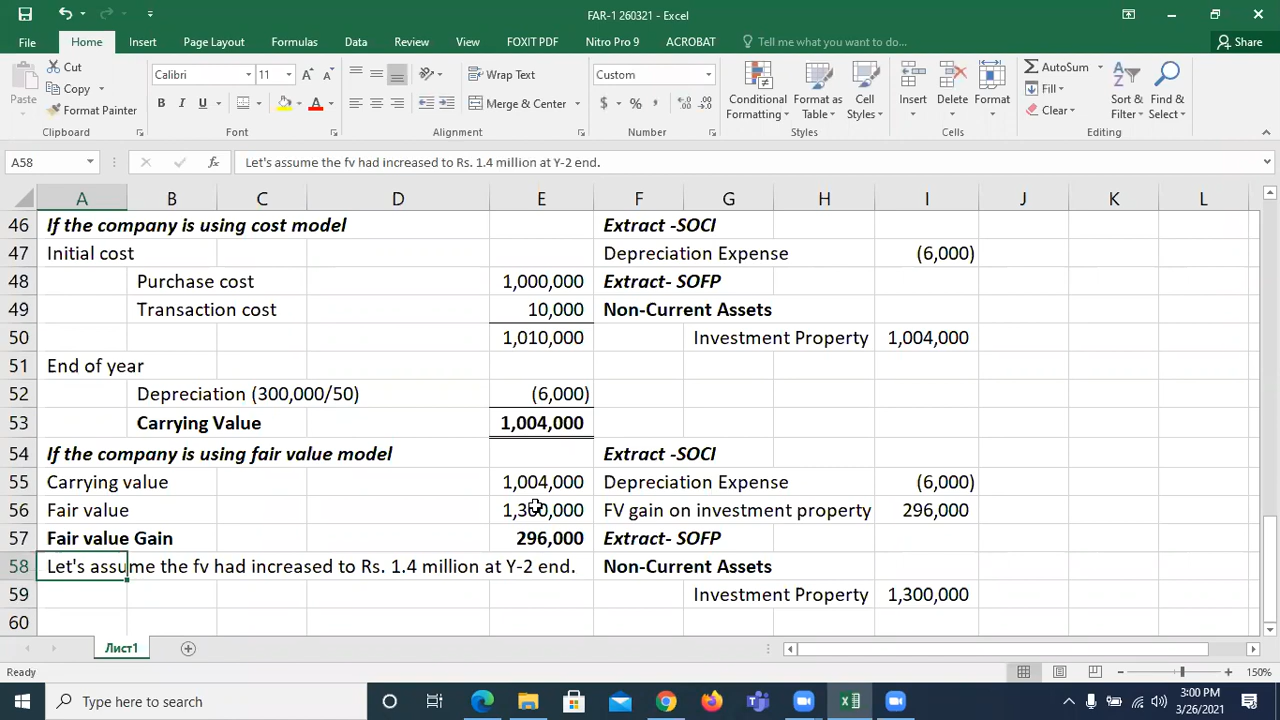 FAR-1 260321 - Excel
File Home Insert Page Layout Formulas Data Review View FOXIT PDF Nitro Pro 9 ACROBAT Tell me what you want to do... Share
Paste
Cut
Copy
Format Painter
Clipboard
Calibri 11 A A
B I U A
Font
Wrap Text
Merge & Center
Alignment
Custom
$ % ,
Number
Conditional Formatting
Format as Table
Cell Styles
Styles
Insert Delete Format
Cells
AutoSum
Fill
Clear
Sort & Filter
Find & Select
Editing
A58 fx Let's assume the fv had increased to Rs. 1.4 million at Y-2 end.
A B C D E F G H I J K L
46 If the company is using cost model Extract -SOCI
47 Initial cost Depreciation Expense (6,000)
48 Purchase cost 1,000,000 Extract- SOFP
49 Transaction cost 10,000 Non-Current Assets
50 1,010,000 Investment Property 1,004,000
51 End of year
52 Depreciation (300,000/50) (6,000)
53 Carrying Value 1,004,000
54 If the company is using fair value model Extract -SOCI
55 Carrying value 1,004,000 Depreciation Expense (6,000)
56 Fair value 1,300,000 FV gain on investment property 296,000
57 Fair value Gain 296,000 Extract- SOFP
58 Let's assume the fv had increased to Rs. 1.4 million at Y-2 end. Non-Current Assets
59 Investment Property 1,300,000
60
Лист1
Ready 150%
Type here to search 3:00 PM
3/26/2021